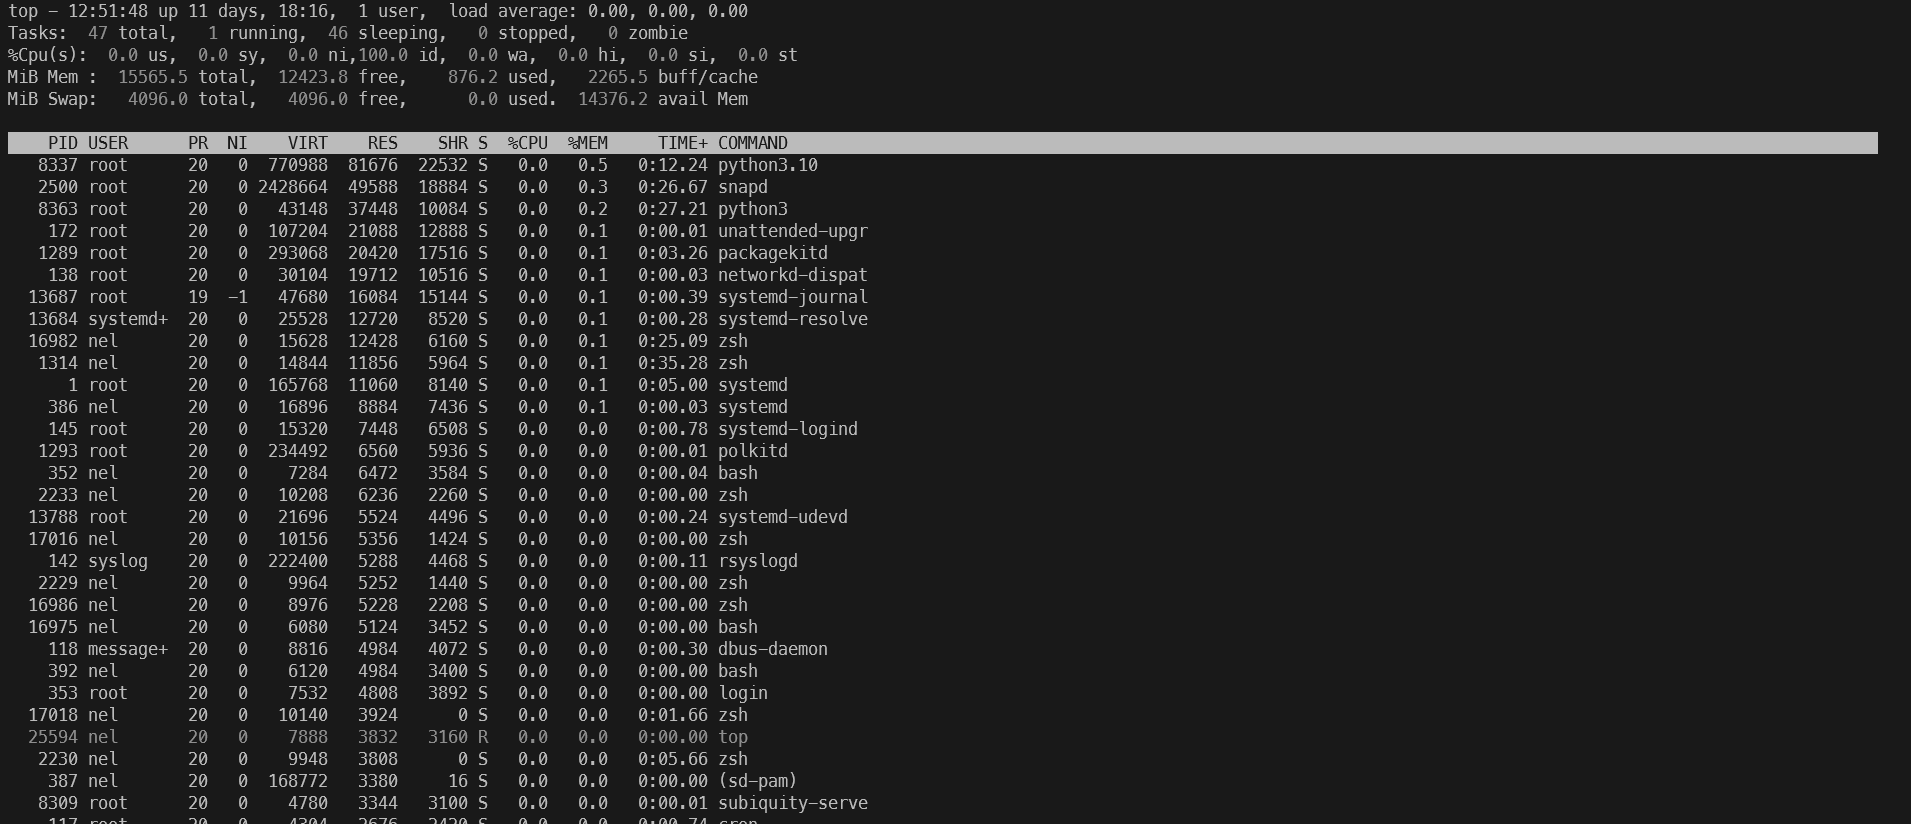 top - 12:51:48 up 11 days, 18:16,  1 user,  load average: 0.00, 0.00, 0.00
Tasks:  47 total,   1 running,  46 sleeping,   0 stopped,   0 zombie
%Cpu(s):  0.0 us,  0.0 sy,  0.0 ni,100.0 id,  0.0 wa,  0.0 hi,  0.0 si,  0.0 st
MiB Mem :  15565.5 total,  12423.8 free,    876.2 used,   2265.5 buff/cache
MiB Swap:   4096.0 total,   4096.0 free,      0.0 used.  14376.2 avail Mem
PID USER      PR  NI    VIRT    RES    SHR S  %CPU  %MEM     TIME+ COMMAND
8337 root      20   0  770988  81676  22532 S   0.0   0.5   0:12.24 python3.10
2500 root      20   0 2428664  49588  18884 S   0.0   0.3   0:26.67 snapd
8363 root      20   0   43148  37448  10084 S   0.0   0.2   0:27.21 python3
172 root      20   0  107204  21088  12888 S   0.0   0.1   0:00.01 unattended-upgr
1289 root      20   0  293068  20420  17516 S   0.0   0.1   0:03.26 packagekitd
138 root      20   0   30104  19712  10516 S   0.0   0.1   0:00.03 networkd-dispat
13687 root      19  -1   47680  16084  15144 S   0.0   0.1   0:00.39 systemd-journal
13684 systemd+  20   0   25528  12720   8520 S   0.0   0.1   0:00.28 systemd-resolve
16982 nel       20   0   15628  12428   6160 S   0.0   0.1   0:25.09 zsh
1314 nel       20   0   14844  11856   5964 S   0.0   0.1   0:35.28 zsh
1 root      20   0  165768  11060   8140 S   0.0   0.1   0:05.00 systemd
386 nel       20   0   16896   8884   7436 S   0.0   0.1   0:00.03 systemd
145 root      20   0   15320   7448   6508 S   0.0   0.0   0:00.78 systemd-logind
1293 root      20   0  234492   6560   5936 S   0.0   0.0   0:00.01 polkitd
352 nel       20   0    7284   6472   3584 S   0.0   0.0   0:00.04 bash
2233 nel       20   0   10208   6236   2260 S   0.0   0.0   0:00.00 zsh
13788 root      20   0   21696   5524   4496 S   0.0   0.0   0:00.24 systemd-udevd
17016 nel       20   0   10156   5356   1424 S   0.0   0.0   0:00.00 zsh
142 syslog    20   0  222400   5288   4468 S   0.0   0.0   0:00.11 rsyslogd
2229 nel       20   0    9964   5252   1440 S   0.0   0.0   0:00.00 zsh
16986 nel       20   0    8976   5228   2208 S   0.0   0.0   0:00.00 zsh
16975 nel       20   0    6080   5124   3452 S   0.0   0.0   0:00.00 bash
118 message+  20   0    8816   4984   4072 S   0.0   0.0   0:00.30 dbus-daemon
392 nel       20   0    6120   4984   3400 S   0.0   0.0   0:00.00 bash
353 root      20   0    7532   4808   3892 S   0.0   0.0   0:00.00 login
17018 nel       20   0   10140   3924      0 S   0.0   0.0   0:01.66 zsh
25594 nel       20   0    7888   3832   3160 R   0.0   0.0   0:00.00 top
2230 nel       20   0    9948   3808      0 S   0.0   0.0   0:05.66 zsh
387 nel       20   0  168772   3380     16 S   0.0   0.0   0:00.00 (sd-pam)
8309 root      20   0    4780   3344   3100 S   0.0   0.0   0:00.01 subiquity-serve
117 root      20   0    4304   2676   2420 S   0.0   0.0   0:00.74 cron